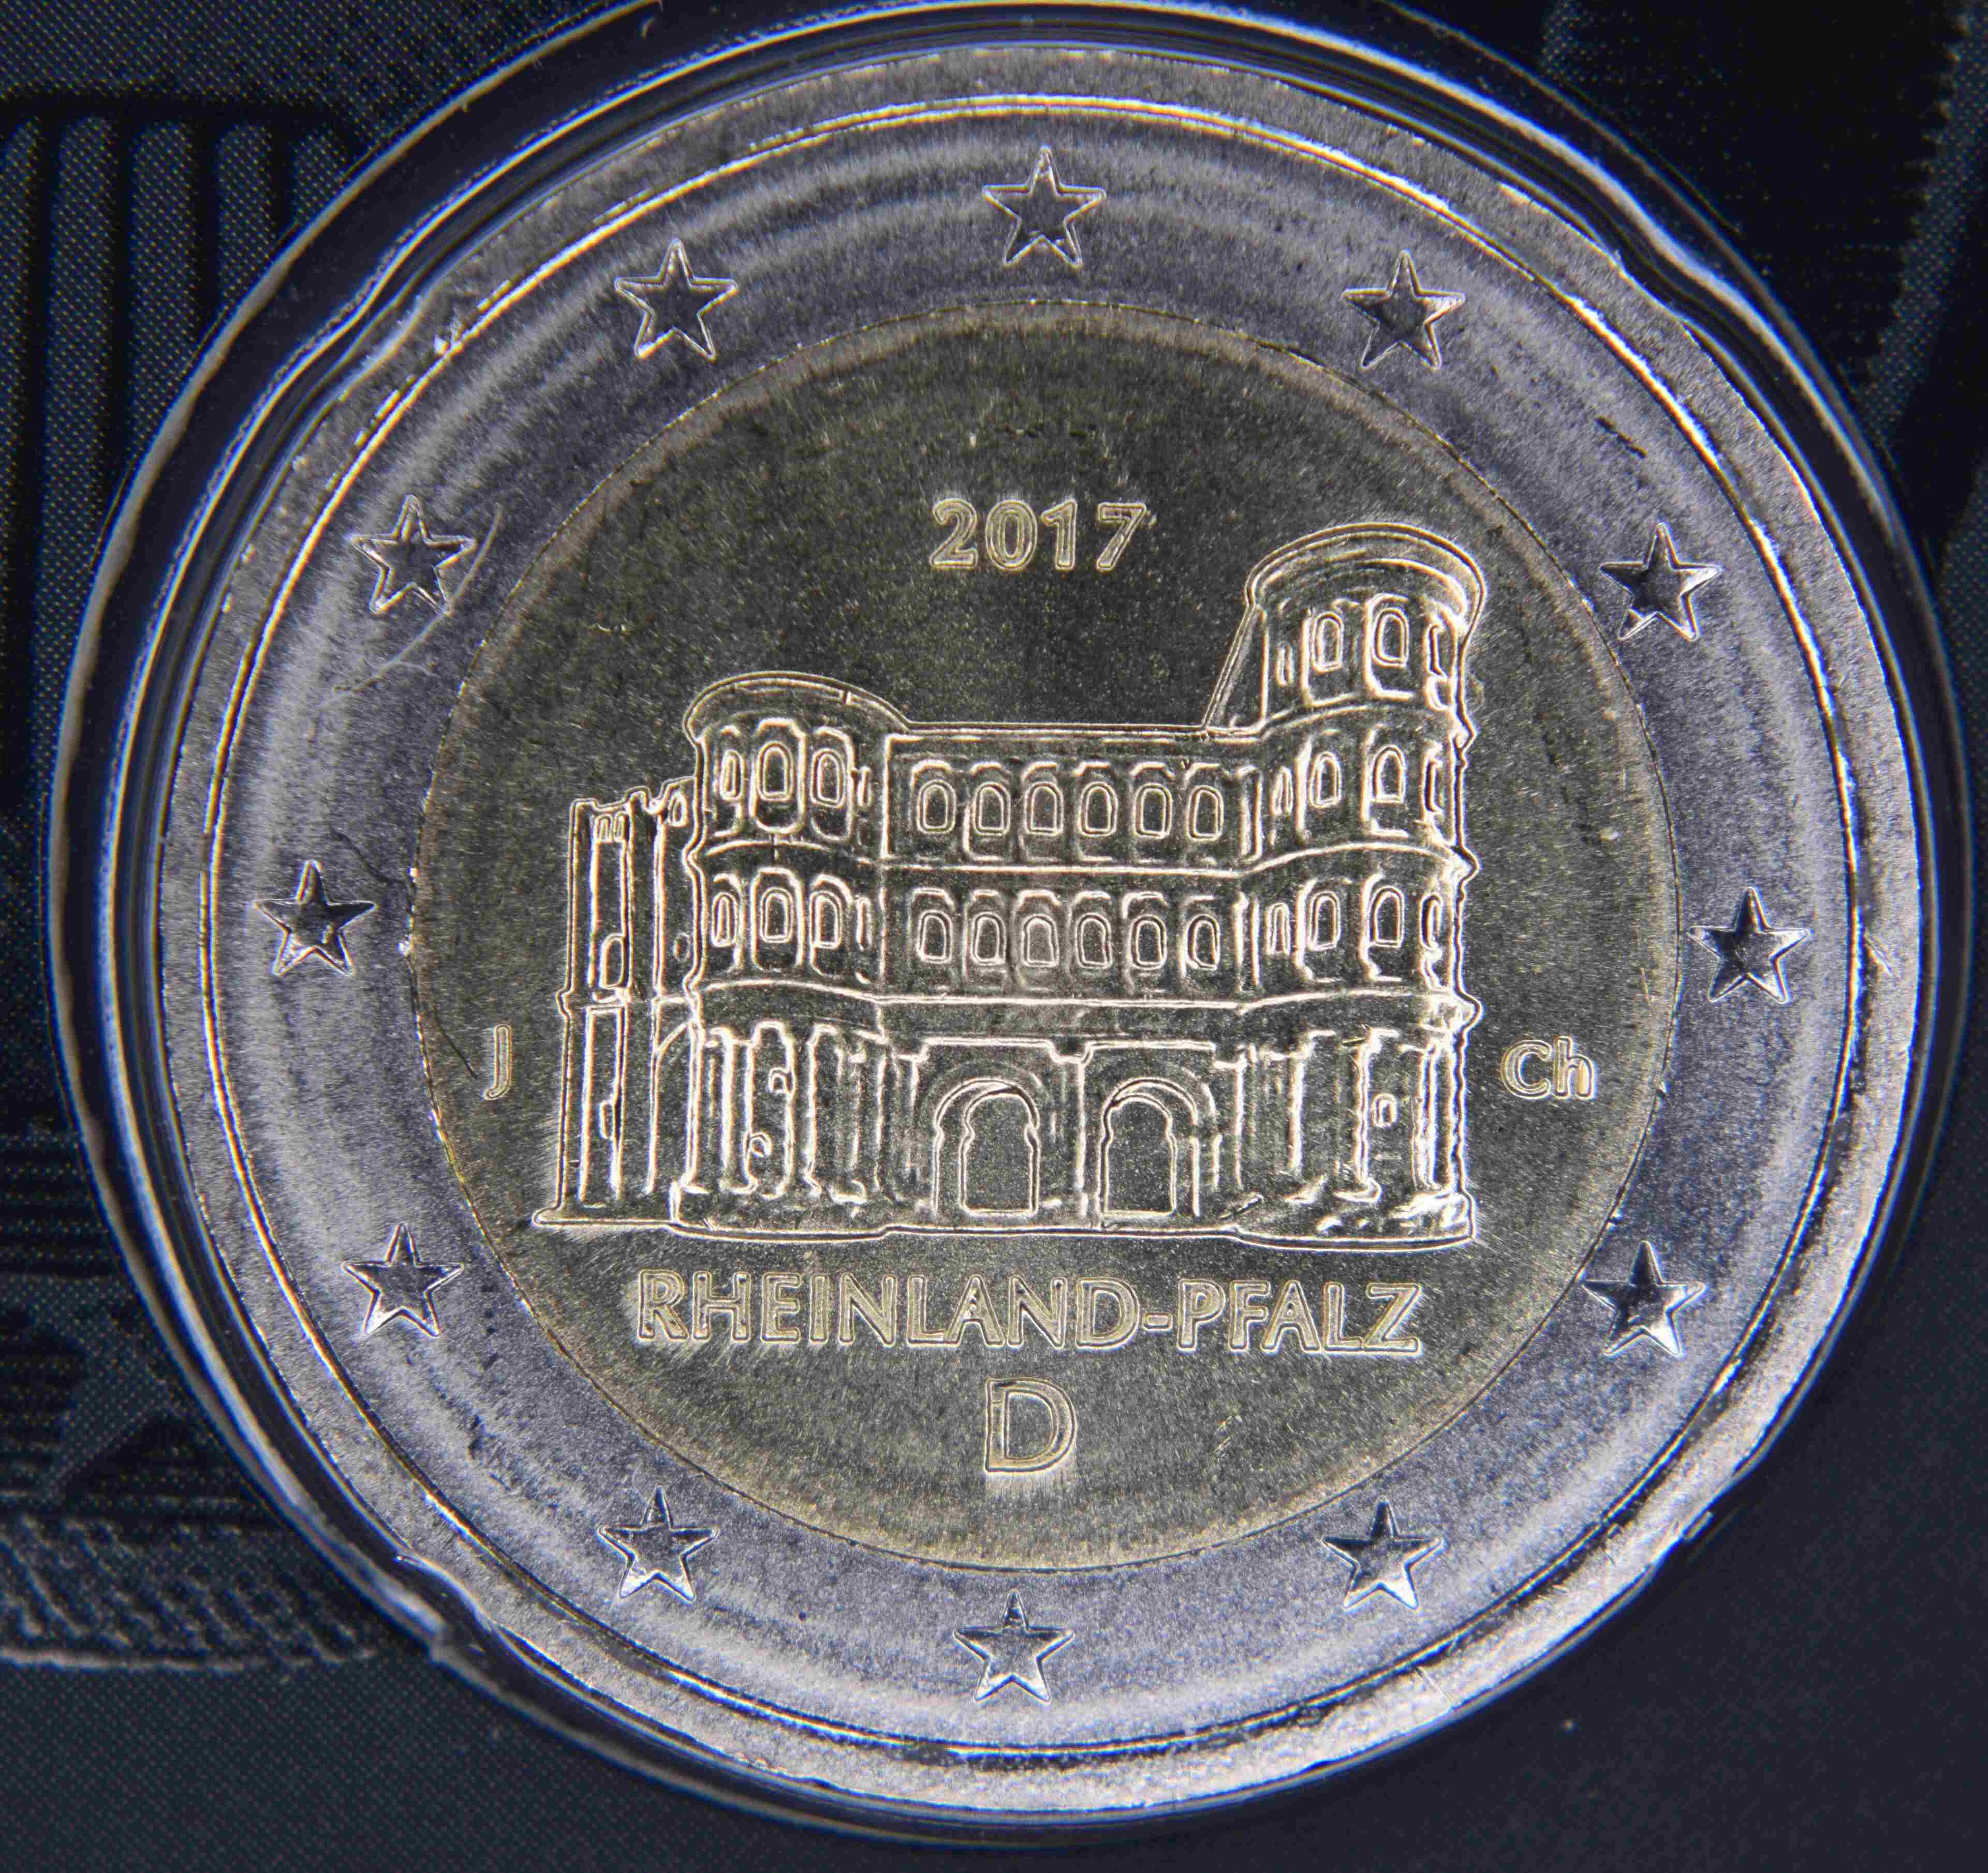 2017
J
Ch
RHEINLAND-PFALZ
D